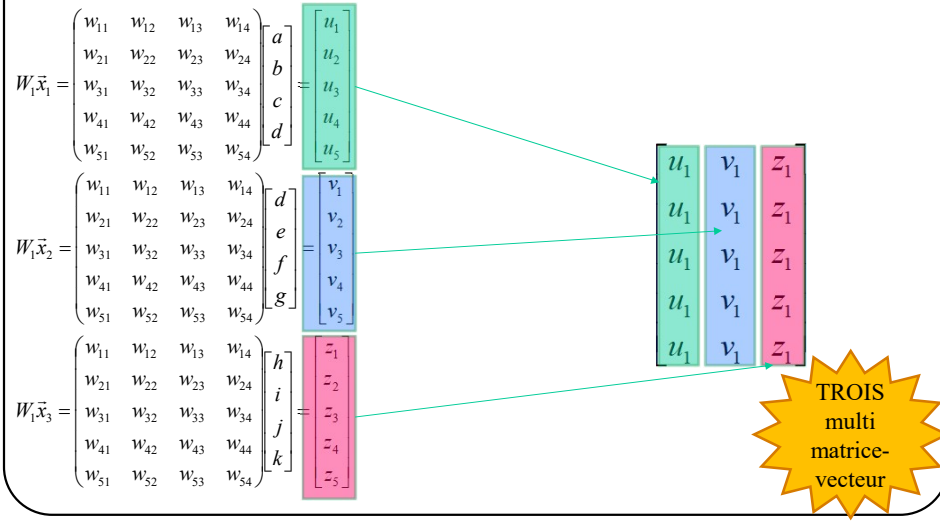 W₁x⃗₁ = (w₁₁ w₁₂ w₁₃ w₁₄) [a] = [u₁]
w₂₁ w₂₂ w₂₃ w₂₄ b u₂
w₃₁ w₃₂ w₃₃ w₃₄ c u₃
w₄₁ w₄₂ w₄₃ w₄₄ d u₄
w₅₁ w₅₂ w₅₃ w₅₄ u₅
W₁x⃗₂ = (w₁₁ w₁₂ w₁₃ w₁₄) [d] = [v₁]
w₂₁ w₂₂ w₂₃ w₂₄ e v₂
w₃₁ w₃₂ w₃₃ w₃₄ f v₃
w₄₁ w₄₂ w₄₃ w₄₄ g v₄
w₅₁ w₅₂ w₅₃ w₅₄ v₅
W₁x⃗₃ = (w₁₁ w₁₂ w₁₃ w₁₄) [h] = [z₁]
w₂₁ w₂₂ w₂₃ w₂₄ i z₂
w₃₁ w₃₂ w₃₃ w₃₄ j z₃
w₄₁ w₄₂ w₄₃ w₄₄ k z₄
w₅₁ w₅₂ w₅₃ w₅₄ z₅
u₁ v₁ z₁
u₁ v₁ z₁
u₁ v₁ z₁
u₁ v₁ z₁
u₁ v₁ z₁
TROIS
multi
matrice-
vecteur